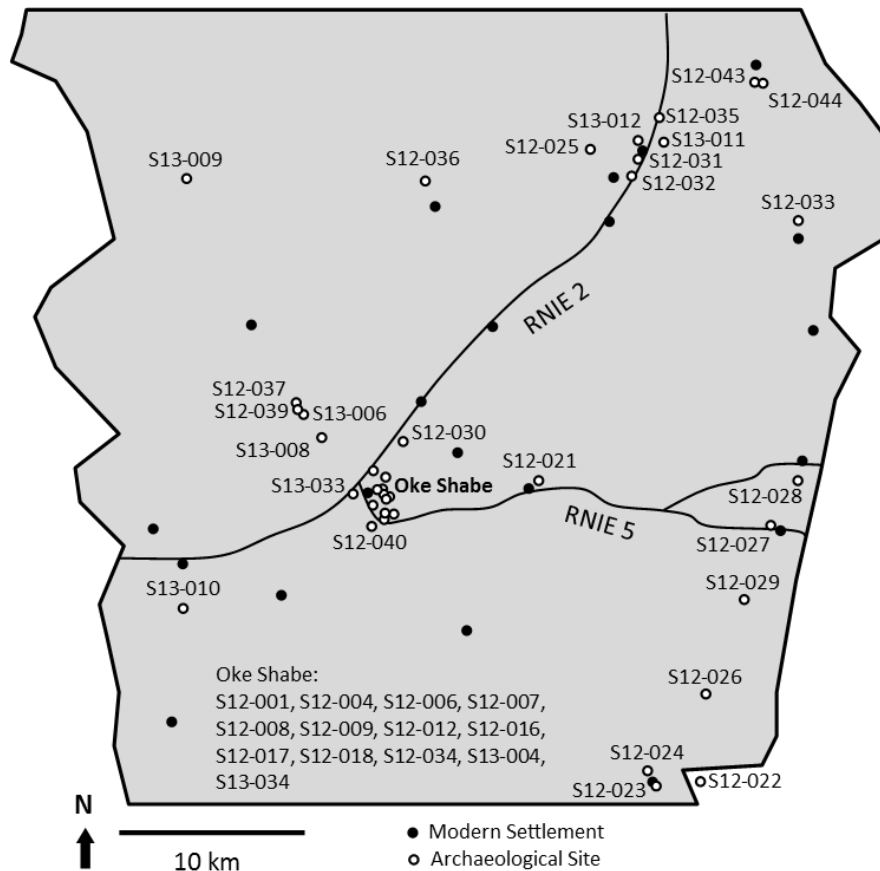 S12-043
S12-044
S12-035
S13-012
S13-011
S12-025
S12-031
S13-009
S12-036
S12-032
S12-033
RNIE 2
S12-037
S12-039
S13-006
S12-030
S13-008
S12-021
S13-033
Oke Shabe
S12-028
RNIE 5
S12-040
S12-027
S13-010
S12-029
Oke Shabe:
S12-001, S12-004, S12-006, S12-007,
S12-008, S12-009, S12-012, S12-016,
S12-017, S12-018, S12-034, S13-004,
S13-034
S12-026
S12-024
S12-023
S12-022
N
10 km
Modern Settlement
Archaeological Site